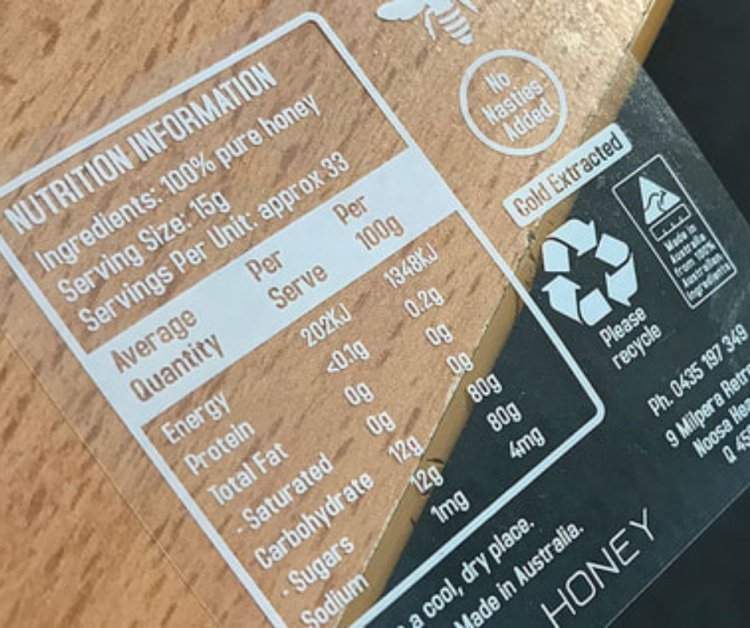 NUTRITION INFORMATION
Ingredients: 100% pure honey
Serving Size: 15g
Servings Per Unit: approx 33
Average Quantity Per Serve Per 100g
Energy 202KJ 1348KJ
Protein <0.1g 0.2g
Total Fat 0g 0g
- Saturated 0g 0g
Carbohydrate 12g 80g
- Sugars 12g 80g
Sodium 1mg 4mg
No
Nasties
Added
Cold Extracted
Made in
Australia
from 100%
Australian
Ingredients
Please
recycle
Ph. 0435 197 349
9 Milpera
Noosa
Q
a cool, dry place.
Made in Australia.
HONEY